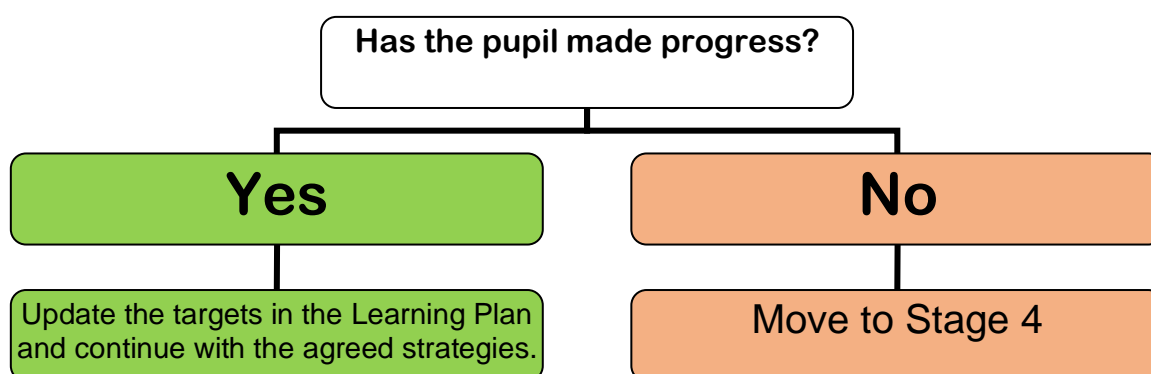 Has the pupil made progress?
Yes
No
Update the targets in the Learning Plan
and continue with the agreed strategies.
Move to Stage 4